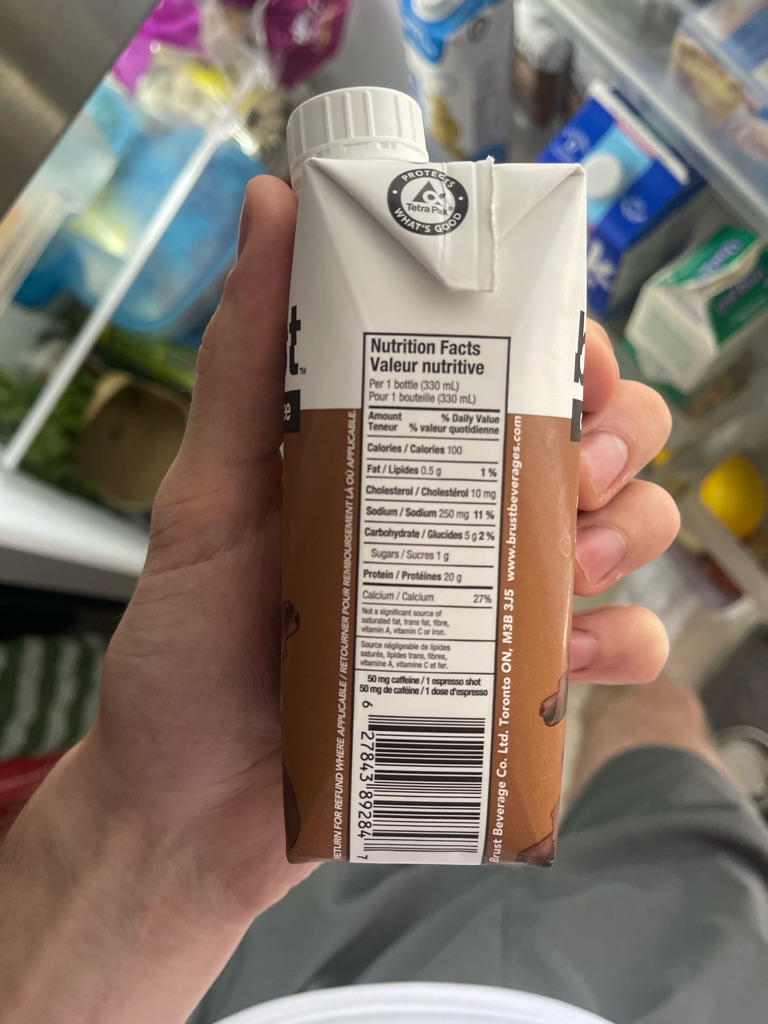 PROTECTS
Tetra Pak®
WHAT'S GOOD
t™
Nutrition Facts
Valeur nutritive
Per 1 bottle (330 mL)
Pour 1 bouteille (330 mL)
Amount % Daily Value
Teneur % valeur quotidienne
Calories / Calories 100
Fat / Lipides 0.5 g 1 %
Cholesterol / Cholestérol 10 mg
Sodium / Sodium 250 mg 11 %
Carbohydrate / Glucides 5 g 2 %
Sugars / Sucres 1 g
Protein / Protéines 20 g
Calcium / Calcium 27%
Not a significant source of
saturated fat, trans fat, fibre,
vitamin A, vitamin C or iron.
Source négligeable de lipides
saturés, lipides trans, fibres,
vitamine A, vitamine C et fer.
50 mg caffeine / 1 espresso shot
50 mg de caféine / 1 dose d'espresso
6 27843 89284 7
ETURN FOR REFUND WHERE APPLICABLE / RETOURNER POUR REMBOURSEMENT LÀ OÙ APPLICABLE.
Brust Beverage Co. Ltd. Toronto ON, M3B 3J5 www.brustbeverages.com